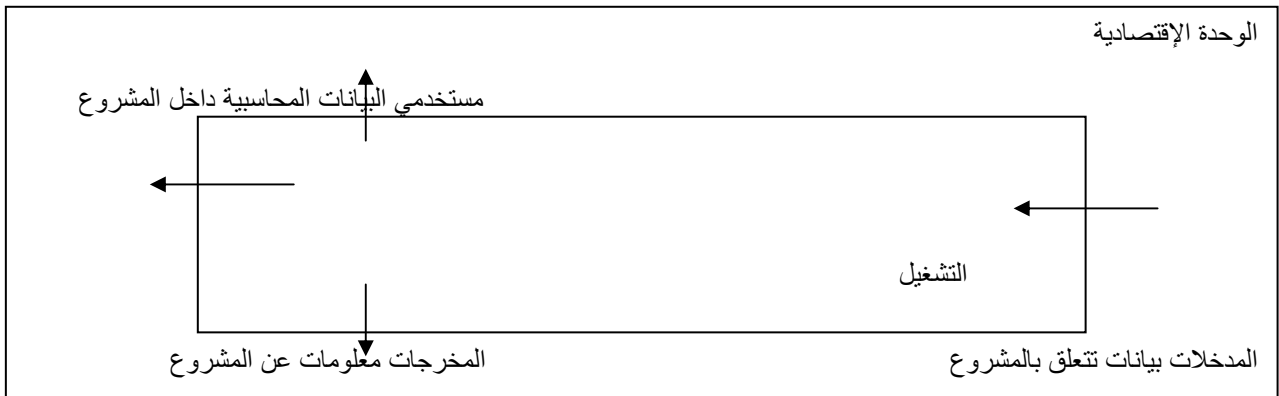 الوحدة الإقتصادية
مستخدمي البيانات المحاسبية داخل المشروع
التشغيل
المدخلات بيانات تتعلق بالمشروع
المخرجات معلومات عن المشروع